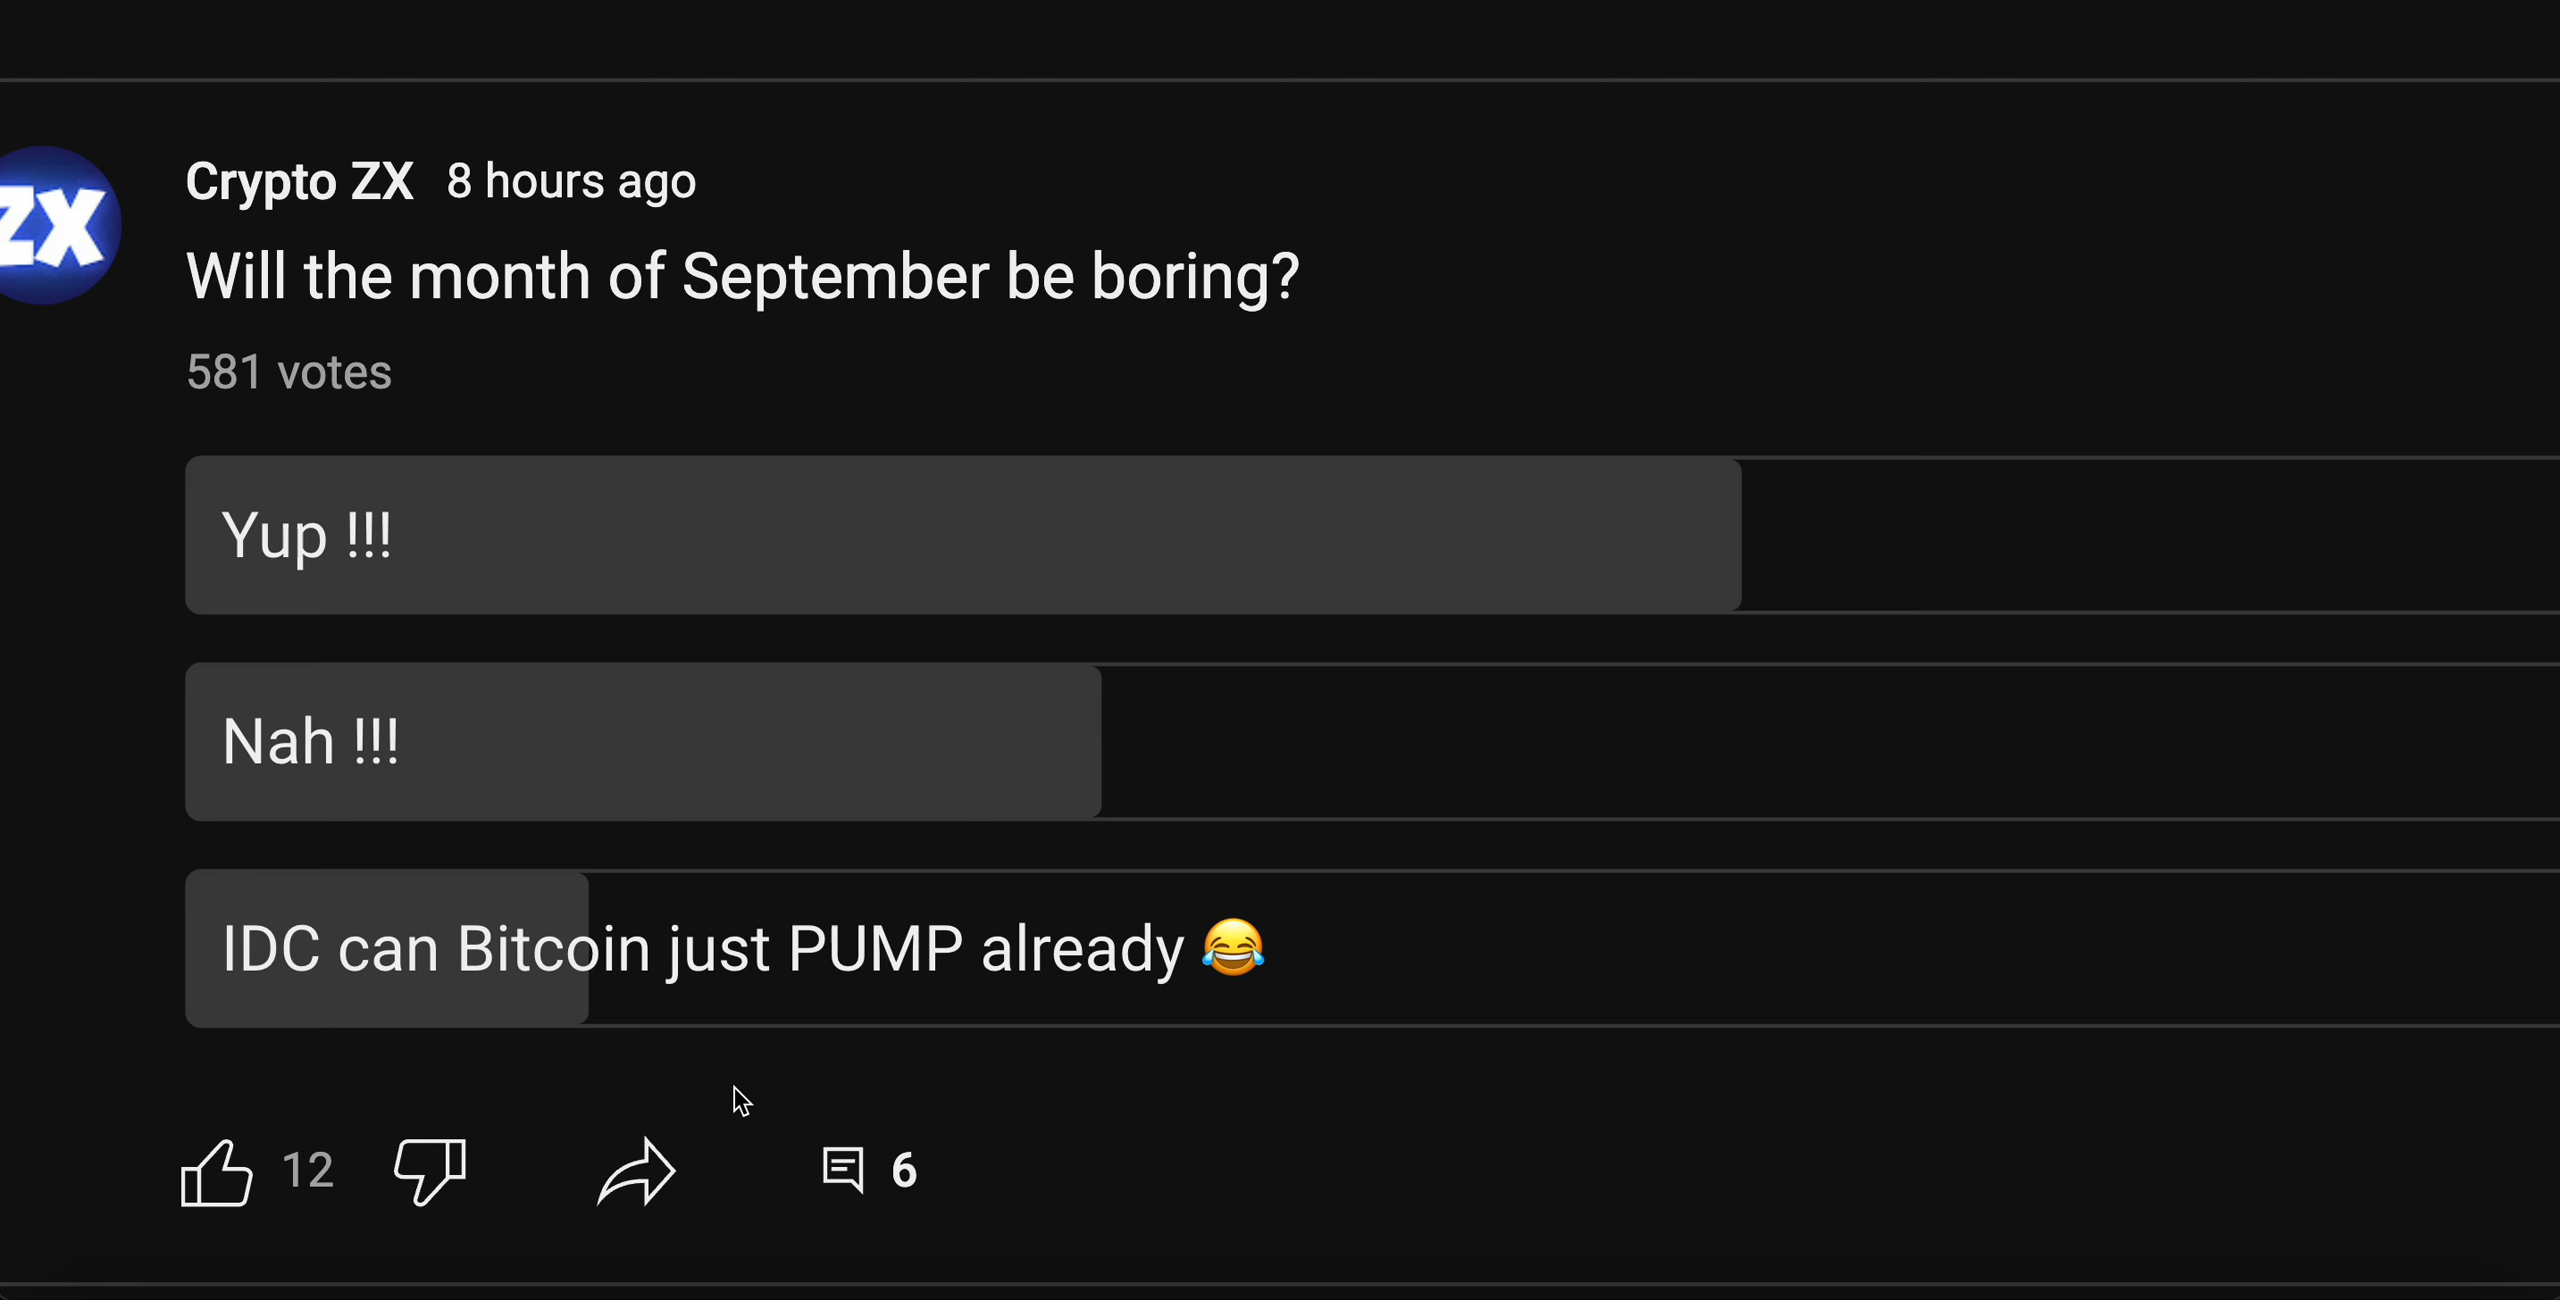 ZX
Crypto ZX 8 hours ago
Will the month of September be boring?
581 votes
Yup !!!
Nah !!!
IDC can Bitcoin just PUMP already 😂
12 6